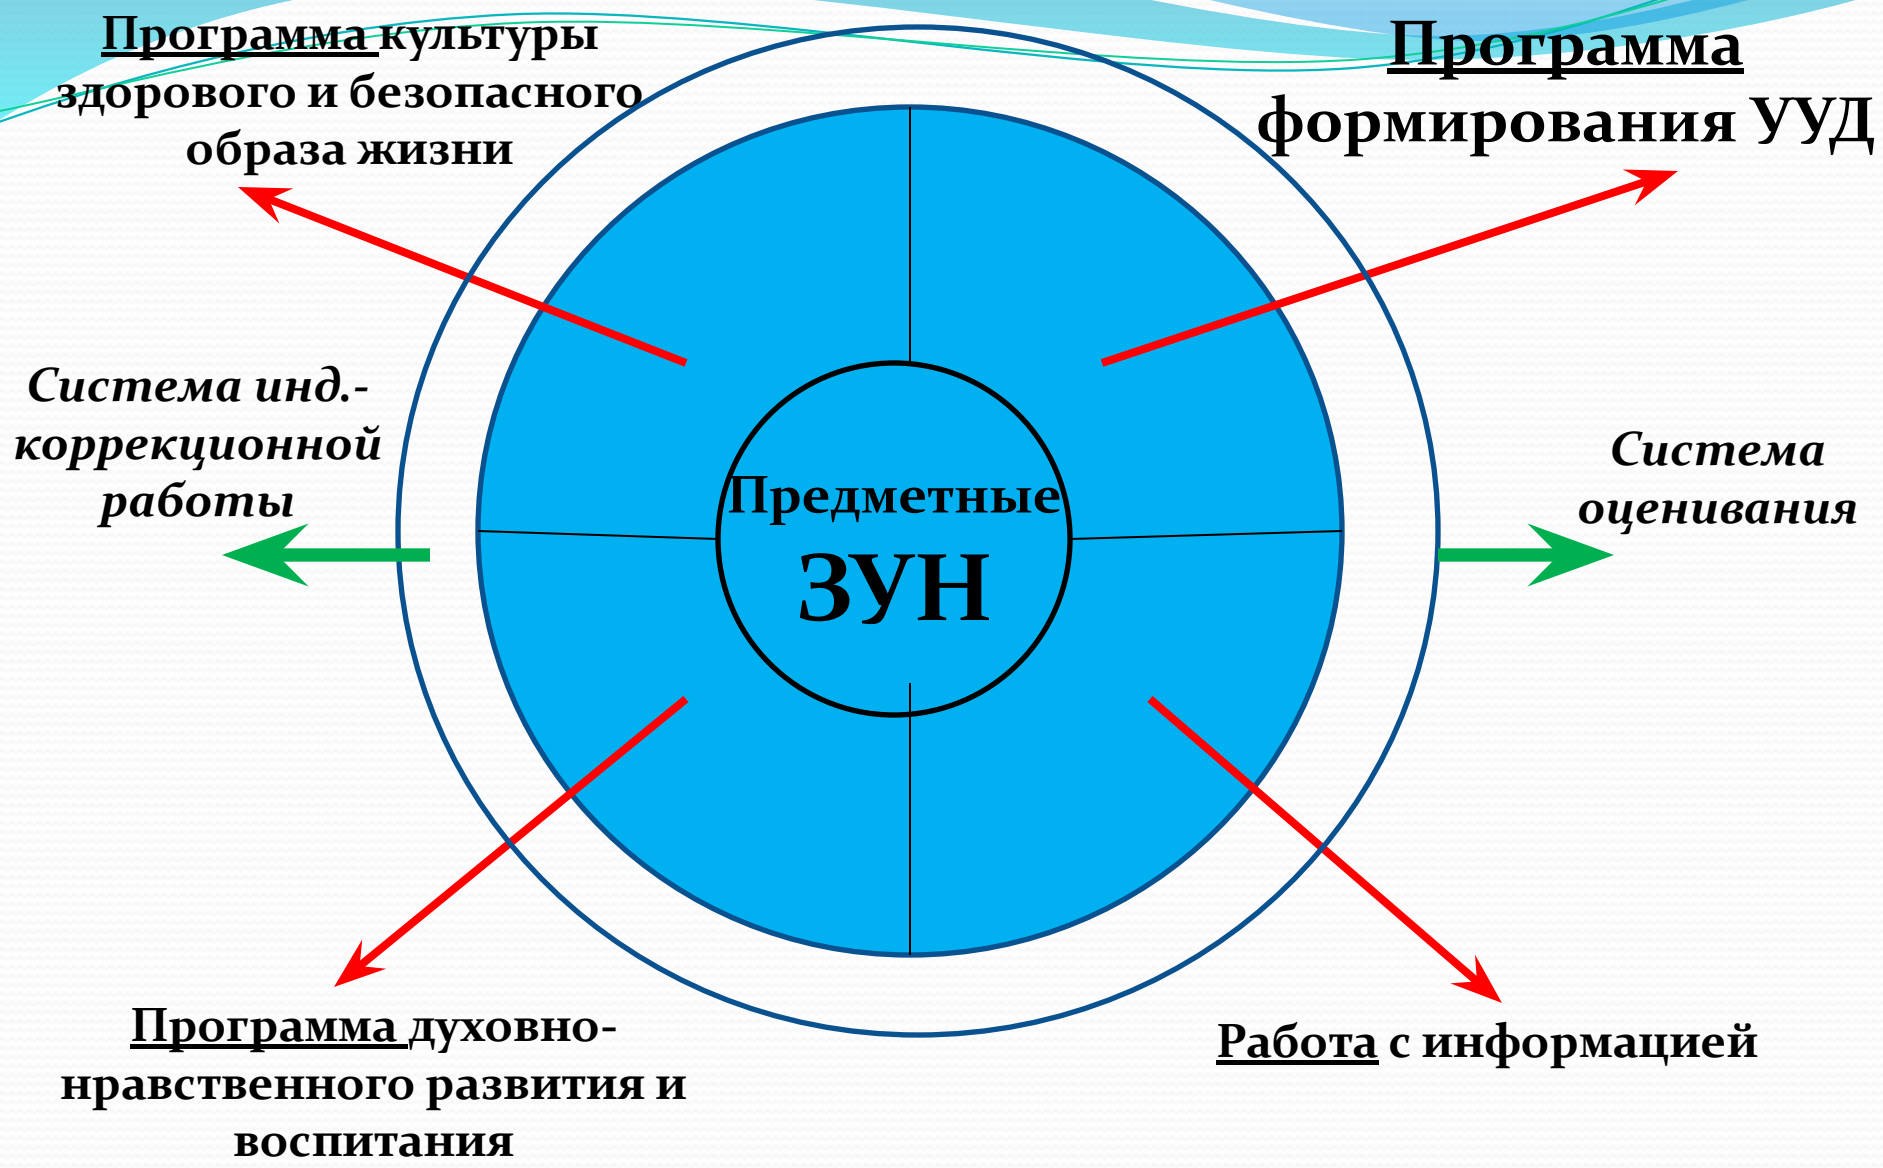 Программа культуры
здорового и безопасного
образа жизни
Программа
формирования УУД
Система инд.-
коррекционной
работы
Предметные
ЗУН
Система
оценивания
Программа духовно-
нравственного развития и
воспитания
Работа с информацией